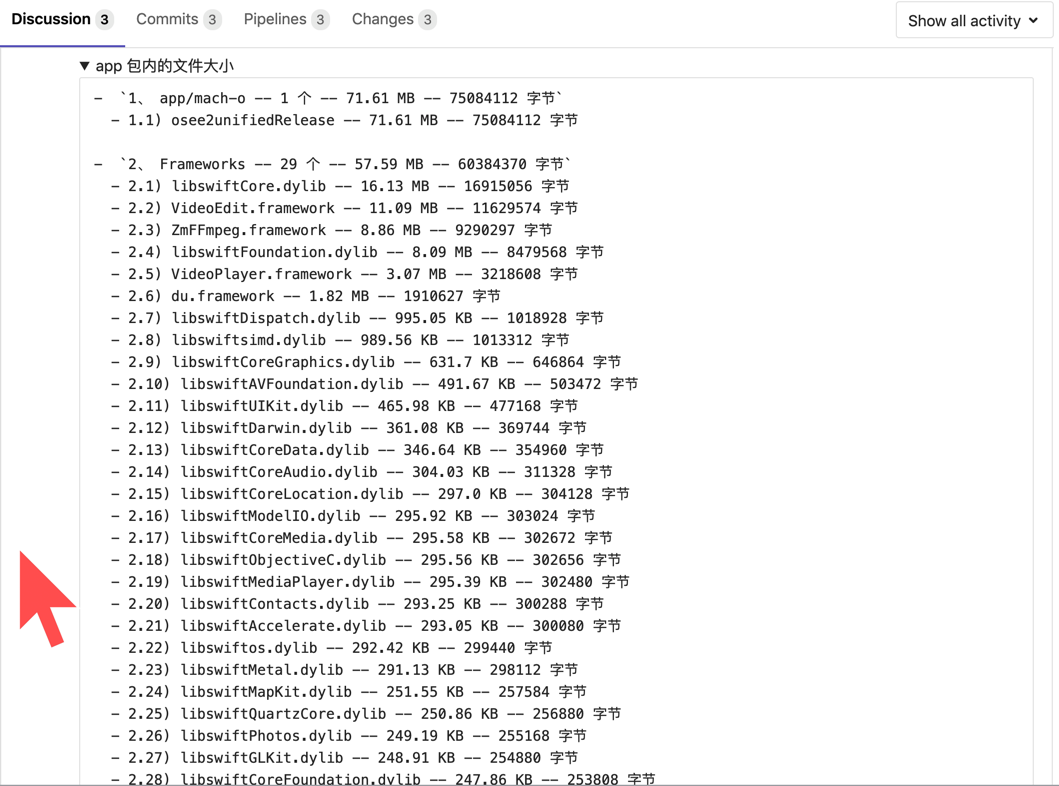 Discussion 3 Commits 3 Pipelines 3 Changes 3 Show all activity
▼ app 包内的文件大小
- `1、 app/mach-o -- 1 个 -- 71.61 MB -- 75084112 字节`
- 1.1) osee2unifiedRelease -- 71.61 MB -- 75084112 字节
- `2、 Frameworks -- 29 个 -- 57.59 MB -- 60384370 字节`
- 2.1) libswiftCore.dylib -- 16.13 MB -- 16915056 字节
- 2.2) VideoEdit.framework -- 11.09 MB -- 11629574 字节
- 2.3) ZmFFmpeg.framework -- 8.86 MB -- 9290297 字节
- 2.4) libswiftFoundation.dylib -- 8.09 MB -- 8479568 字节
- 2.5) VideoPlayer.framework -- 3.07 MB -- 3218608 字节
- 2.6) du.framework -- 1.82 MB -- 1910627 字节
- 2.7) libswiftDispatch.dylib -- 995.05 KB -- 1018928 字节
- 2.8) libswiftsimd.dylib -- 989.56 KB -- 1013312 字节
- 2.9) libswiftCoreGraphics.dylib -- 631.7 KB -- 646864 字节
- 2.10) libswiftAVFoundation.dylib -- 491.67 KB -- 503472 字节
- 2.11) libswiftUIKit.dylib -- 465.98 KB -- 477168 字节
- 2.12) libswiftDarwin.dylib -- 361.08 KB -- 369744 字节
- 2.13) libswiftCoreData.dylib -- 346.64 KB -- 354960 字节
- 2.14) libswiftCoreAudio.dylib -- 304.03 KB -- 311328 字节
- 2.15) libswiftCoreLocation.dylib -- 297.0 KB -- 304128 字节
- 2.16) libswiftModelIO.dylib -- 295.92 KB -- 303024 字节
- 2.17) libswiftCoreMedia.dylib -- 295.58 KB -- 302672 字节
- 2.18) libswiftObjectiveC.dylib -- 295.56 KB -- 302656 字节
- 2.19) libswiftMediaPlayer.dylib -- 295.39 KB -- 302480 字节
- 2.20) libswiftContacts.dylib -- 293.25 KB -- 300288 字节
- 2.21) libswiftAccelerate.dylib -- 293.05 KB -- 300080 字节
- 2.22) libswiftos.dylib -- 292.42 KB -- 299440 字节
- 2.23) libswiftMetal.dylib -- 291.13 KB -- 298112 字节
- 2.24) libswiftMapKit.dylib -- 251.55 KB -- 257584 字节
- 2.25) libswiftQuartzCore.dylib -- 250.86 KB -- 256880 字节
- 2.26) libswiftPhotos.dylib -- 249.19 KB -- 255168 字节
- 2.27) libswiftGLKit.dylib -- 248.91 KB -- 254880 字节
- 2.28) libswiftCoreFoundation.dylib -- 247.86 KB -- 253808 字节